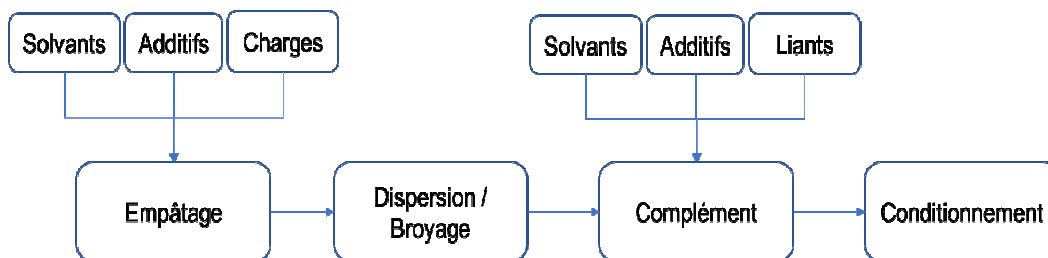 Solvants
Additifs
Charges
Solvants
Additifs
Liants
Empâtage
Dispersion /
Broyage
Complément
Conditionnement